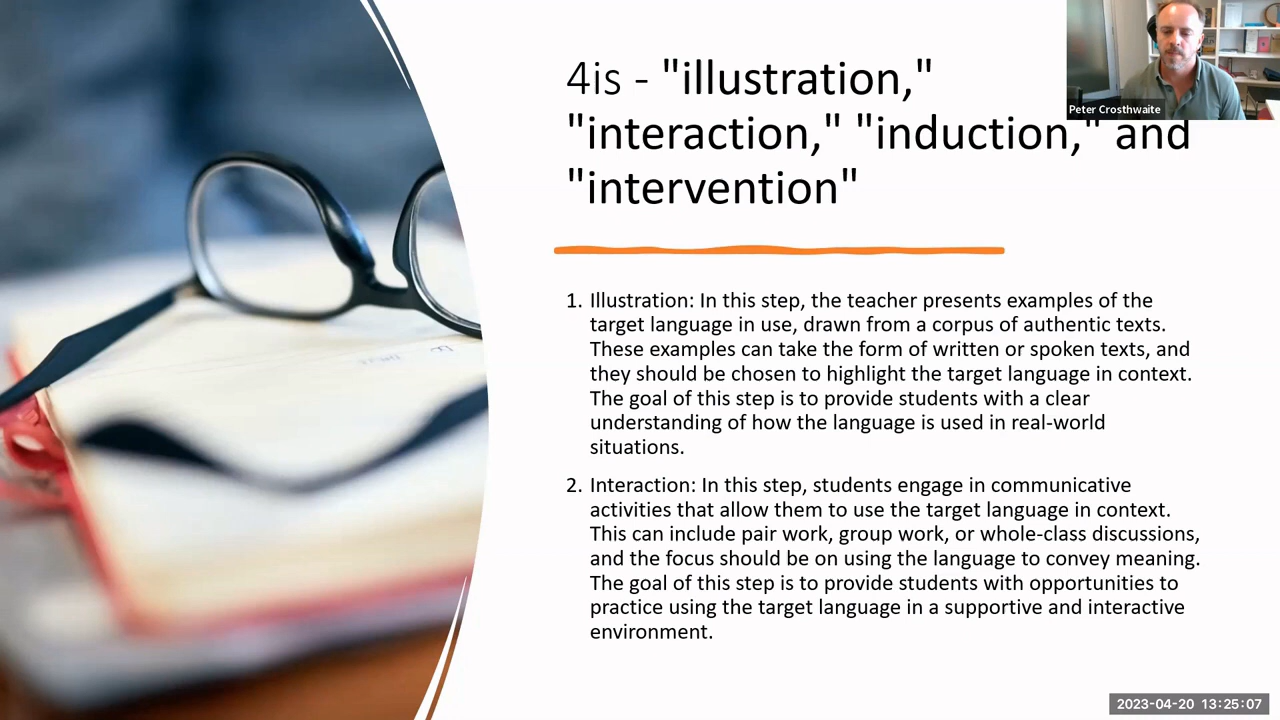 4is - "illustration,"
"interaction," "induction," and
"intervention"
Peter Crosthwaite
1. Illustration: In this step, the teacher presents examples of the
target language in use, drawn from a corpus of authentic texts.
These examples can take the form of written or spoken texts, and
they should be chosen to highlight the target language in context.
The goal of this step is to provide students with a clear
understanding of how the language is used in real-world
situations.
2. Interaction: In this step, students engage in communicative
activities that allow them to use the target language in context.
This can include pair work, group work, or whole-class discussions,
and the focus should be on using the language to convey meaning.
The goal of this step is to provide students with opportunities to
practice using the target language in a supportive and interactive
environment.
2023-04-20 13:25:07